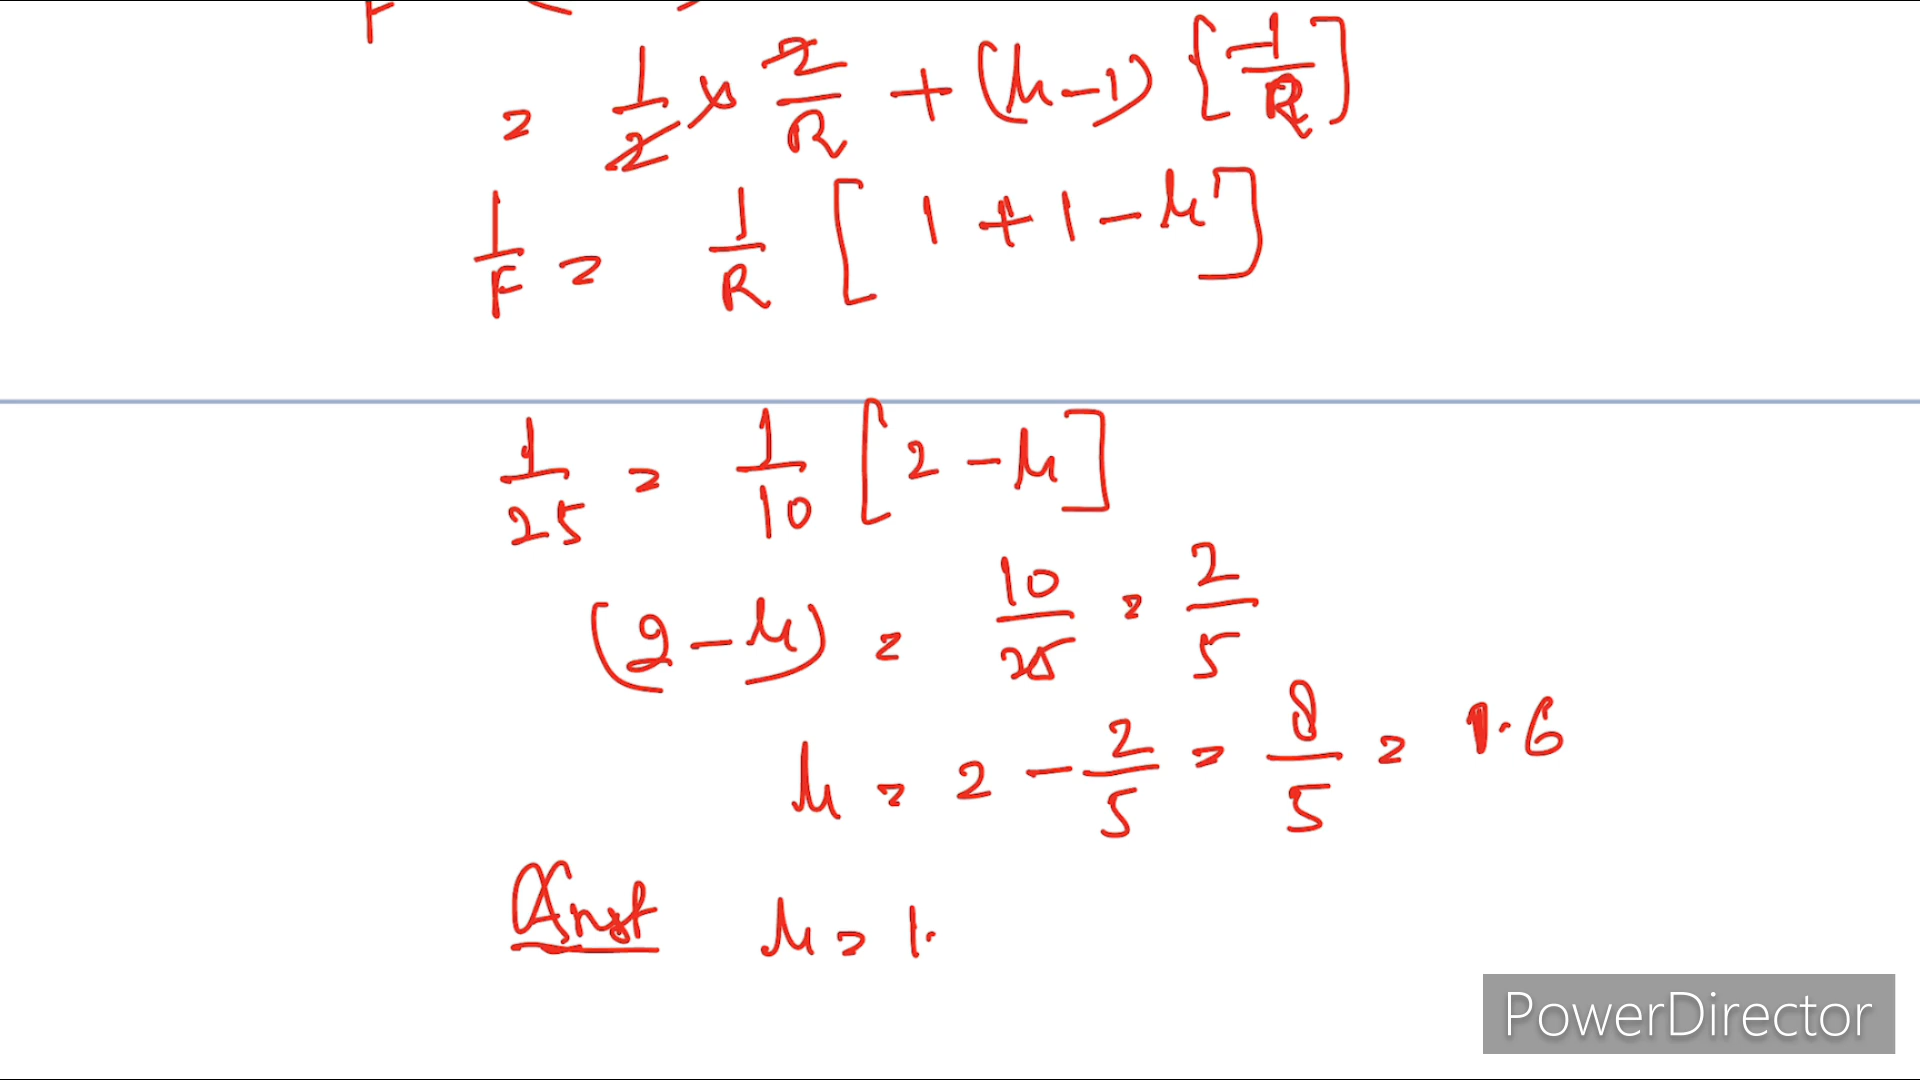 F
= 1/2 × 2/R + (μ-1) [-1/R]
1/F = 1/R [1 + 1 - μ]
1/25 = 1/10 [2 - μ]
(2 - μ) = 10/25 = 2/5
μ = 2 - 2/5 = 8/5 = 1.6
Ans μ = 1.
PowerDirector